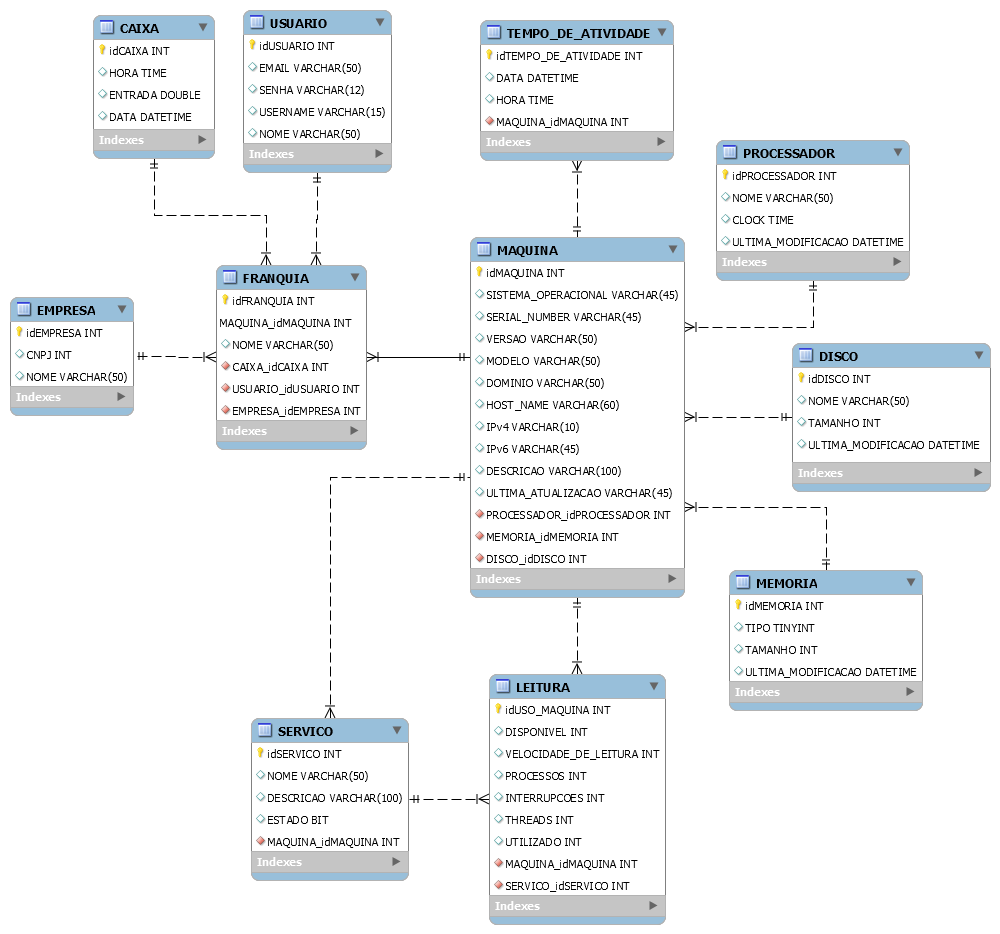 CAIXA
idCAIXA INT
HORA TIME
ENTRADA DOUBLE
DATA DATETIME
Indexes
USUARIO
idUSUARIO INT
EMAIL VARCHAR(50)
SENHA VARCHAR(12)
USERNAME VARCHAR(15)
NOME VARCHAR(50)
Indexes
TEMPO_DE_ATIVIDADE
idTEMPO_DE_ATIVIDADE INT
DATA DATETIME
HORA TIME
MAQUINA_idMAQUINA INT
Indexes
PROCESSADOR
idPROCESSADOR INT
NOME VARCHAR(50)
CLOCK TIME
ULTIMA_MODIFICACAO DATETIME
Indexes
EMPRESA
idEMPRESA INT
CNPJ INT
NOME VARCHAR(50)
Indexes
FRANQUIA
idFRANQUIA INT
MAQUINA_idMAQUINA INT
NOME VARCHAR(50)
CAIXA_idCAIXA INT
USUARIO_idUSUARIO INT
EMPRESA_idEMPRESA INT
Indexes
MAQUINA
idMAQUINA INT
SISTEMA_OPERACIONAL VARCHAR(45)
SERIAL_NUMBER VARCHAR(45)
VERSAO VARCHAR(50)
MODELO VARCHAR(50)
DOMINIO VARCHAR(50)
HOST_NAME VARCHAR(60)
IPv4 VARCHAR(10)
IPv6 VARCHAR(45)
DESCRICAO VARCHAR(100)
ULTIMA_ATUALIZACAO VARCHAR(45)
PROCESSADOR_idPROCESSADOR INT
MEMORIA_idMEMORIA INT
DISCO_idDISCO INT
Indexes
DISCO
idDISCO INT
NOME VARCHAR(50)
TAMANHO INT
ULTIMA_MODIFICACAO DATETIME
Indexes
MEMORIA
idMEMORIA INT
TIPO TINYINT
TAMANHO INT
ULTIMA_MODIFICACAO DATETIME
Indexes
SERVICO
idSERVICO INT
NOME VARCHAR(50)
DESCRICAO VARCHAR(100)
ESTADO BIT
MAQUINA_idMAQUINA INT
Indexes
LEITURA
idUSO_MAQUINA INT
DISPONIVEL INT
VELOCIDADE_DE_LEITURA INT
PROCESSOS INT
INTERRUPCOES INT
THREADS INT
UTILIZADO INT
MAQUINA_idMAQUINA INT
SERVICO_idSERVICO INT
Indexes